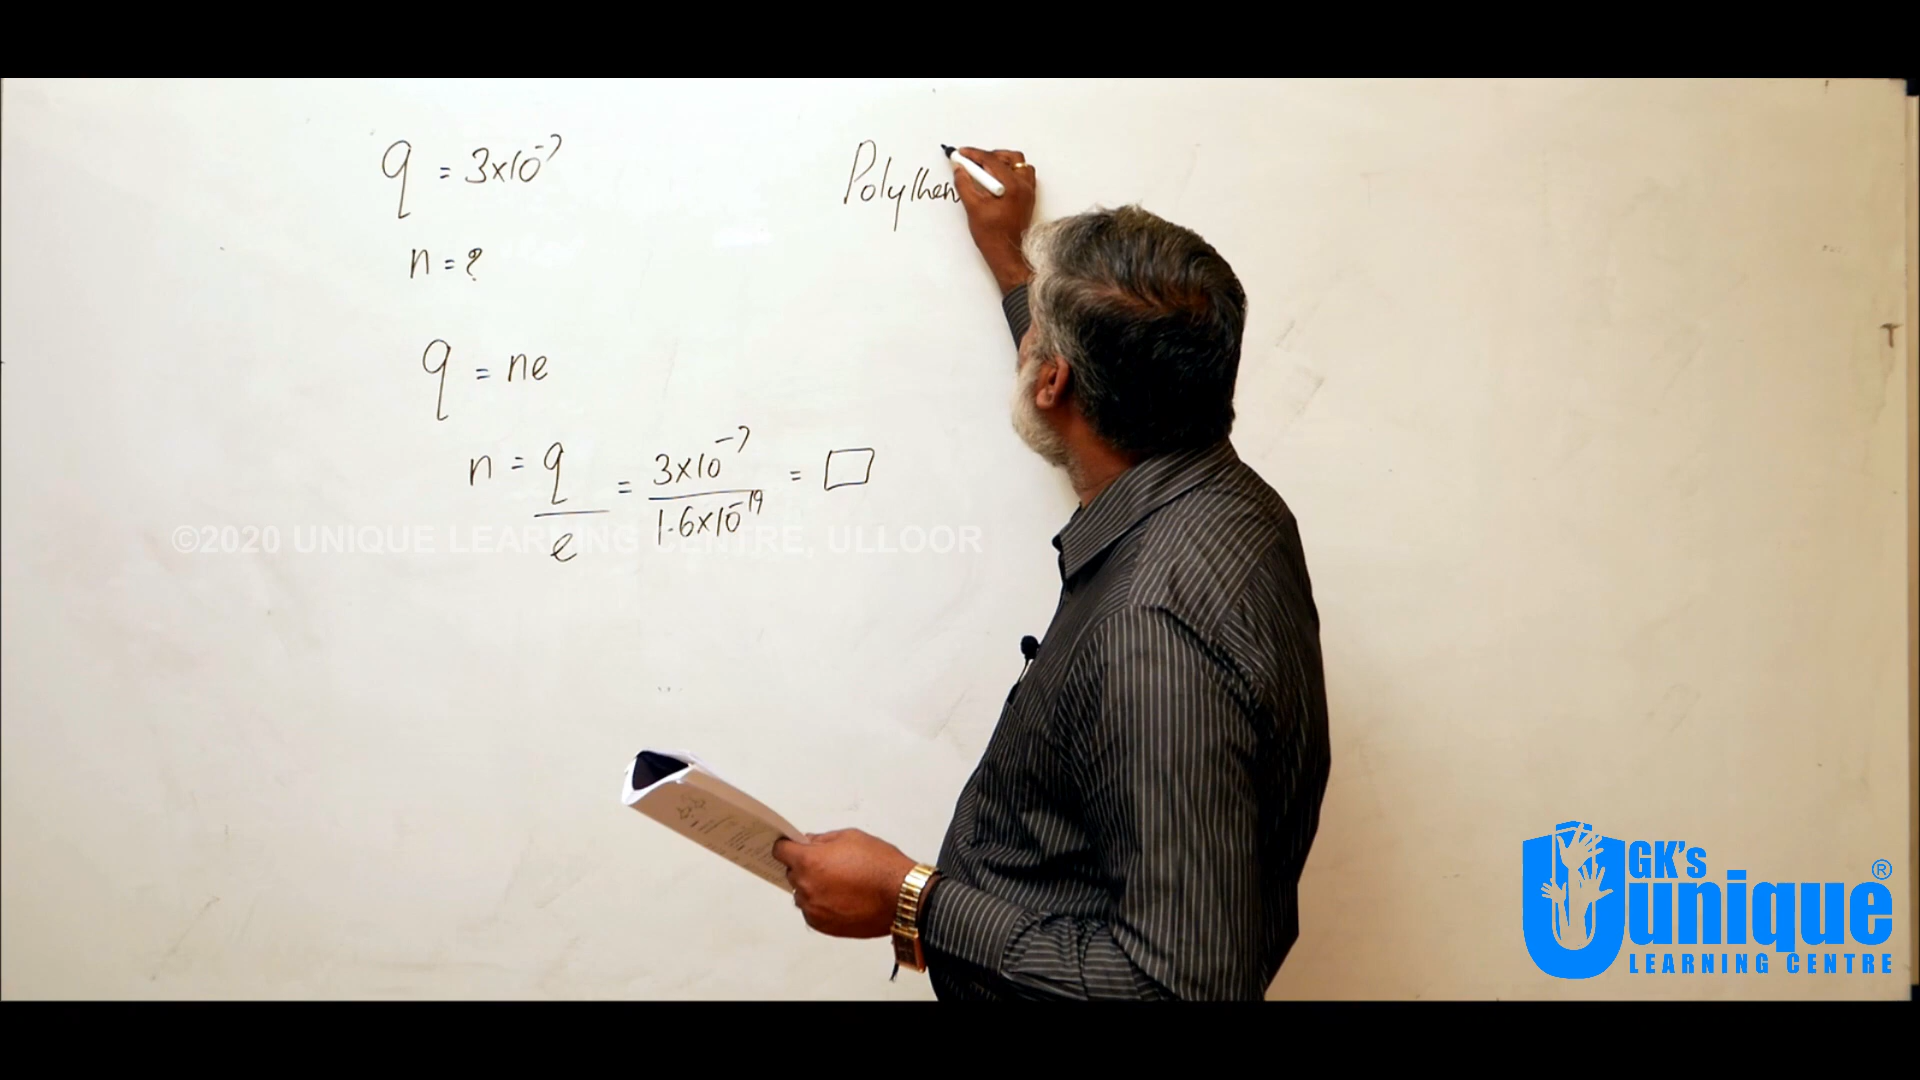 q = 3×10⁻⁷
n = ?
q = ne
n = q/e = 3×10⁻⁷/1.6×10⁻¹⁹ = □
Polythen
©2020 UNIQUE LEARNING CENTRE, ULLOOR
GK's
unique®
LEARNING CENTRE